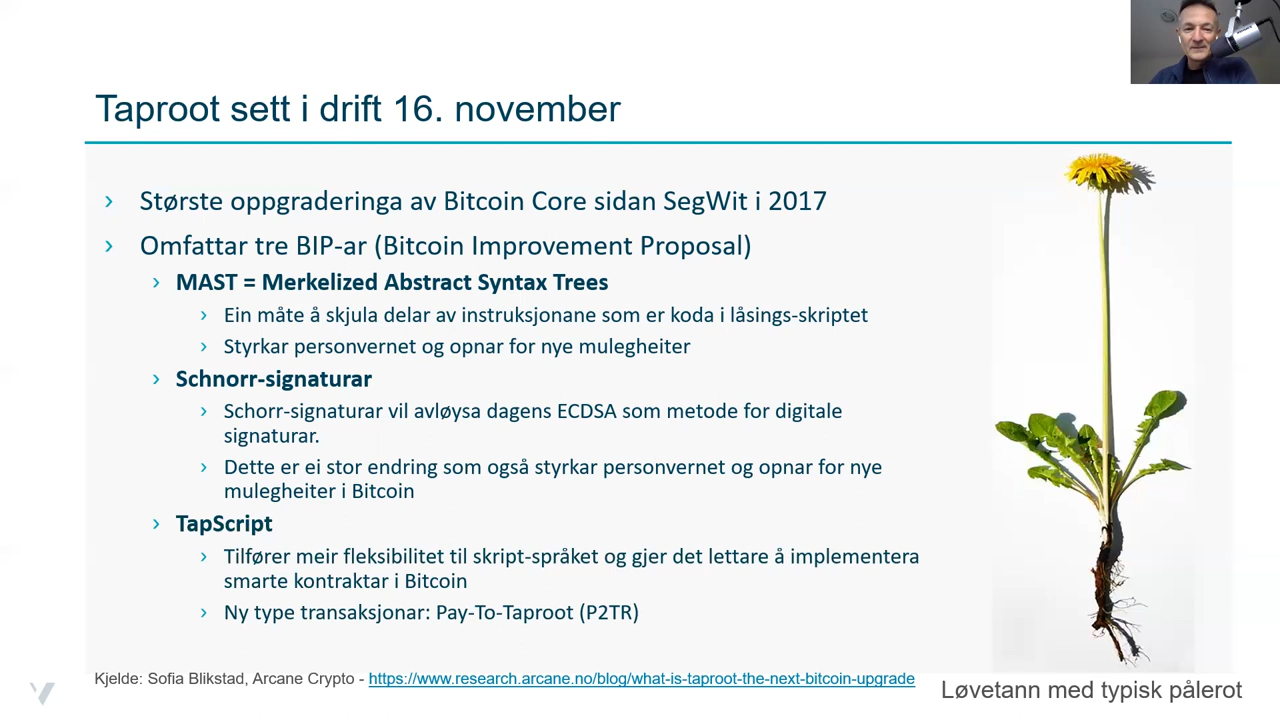 Taproot sett i drift 16. november
› Største oppgraderinga av Bitcoin Core sidan SegWit i 2017
› Omfattar tre BIP-ar (Bitcoin Improvement Proposal)
› MAST = Merkelized Abstract Syntax Trees
› Ein måte å skjula delar av instruksjonane som er koda i låsings-skriptet
› Styrkar personvernet og opnar for nye mulegheiter
› Schnorr-signaturar
› Schorr-signaturar vil avløysa dagens ECDSA som metode for digitale
signaturar.
› Dette er ei stor endring som også styrkar personvernet og opnar for nye
mulegheiter i Bitcoin
› TapScript
› Tilfører meir fleksibilitet til skript-språket og gjer det lettare å implementera
smarte kontraktar i Bitcoin
› Ny type transaksjonar: Pay-To-Taproot (P2TR)
Kjelde: Sofia Blikstad, Arcane Crypto - https://www.research.arcane.no/blog/what-is-taproot-the-next-bitcoin-upgrade
Løvetann med typisk pålerot